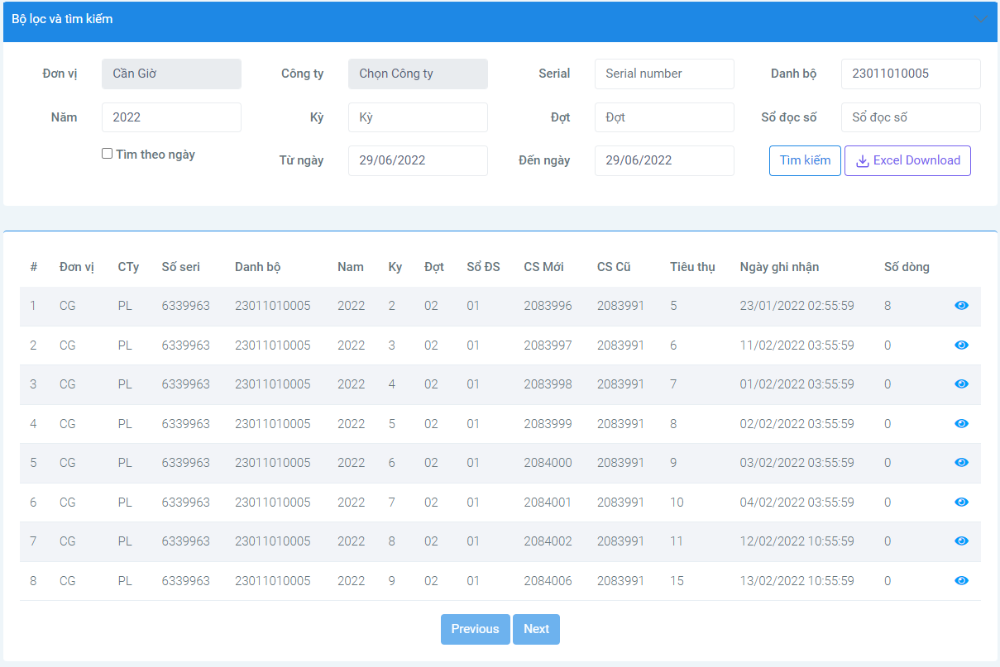 Bộ lọc và tìm kiếm
Đơn vị Cần Giờ Công ty Chọn Công ty Serial Serial number Danh bộ 23011010005
Năm 2022 Kỳ Kỳ Đợt Đợt Sổ đọc số Sổ đọc số
Tìm theo ngày Từ ngày 29/06/2022 Đến ngày 29/06/2022 Tìm kiếm Excel Download
# Đơn vị CTy Số seri Danh bộ Nam Ky Đợt Sổ ĐS CS Mới CS Cũ Tiêu thụ Ngày ghi nhận Số dòng
1 CG PL 6339963 23011010005 2022 2 02 01 2083996 2083991 5 23/01/2022 02:55:59 8
2 CG PL 6339963 23011010005 2022 3 02 01 2083997 2083991 6 11/02/2022 03:55:59 0
3 CG PL 6339963 23011010005 2022 4 02 01 2083998 2083991 7 01/02/2022 03:55:59 0
4 CG PL 6339963 23011010005 2022 5 02 01 2083999 2083991 8 02/02/2022 03:55:59 0
5 CG PL 6339963 23011010005 2022 6 02 01 2084000 2083991 9 03/02/2022 03:55:59 0
6 CG PL 6339963 23011010005 2022 7 02 01 2084001 2083991 10 04/02/2022 03:55:59 0
7 CG PL 6339963 23011010005 2022 8 02 01 2084002 2083991 11 12/02/2022 10:55:59 0
8 CG PL 6339963 23011010005 2022 9 02 01 2084006 2083991 15 13/02/2022 10:55:59 0
Previous Next